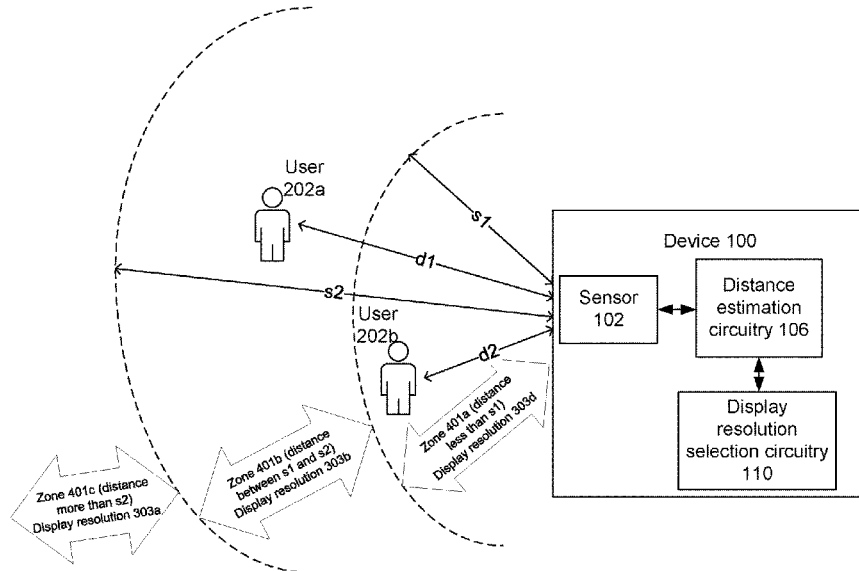 User
202a
s1
d1
s2
User
202b
d2
Device 100
Sensor
102
Distance
estimation
circuitry 106
Display
resolution
selection circuitry
110
Zone 401a (distance
less than s1)
Display resolution 303d
Zone 401b (distance
between s1 and s2)
Display resolution 303b
Zone 401c (distance
more than s2)
Display resolution 303a